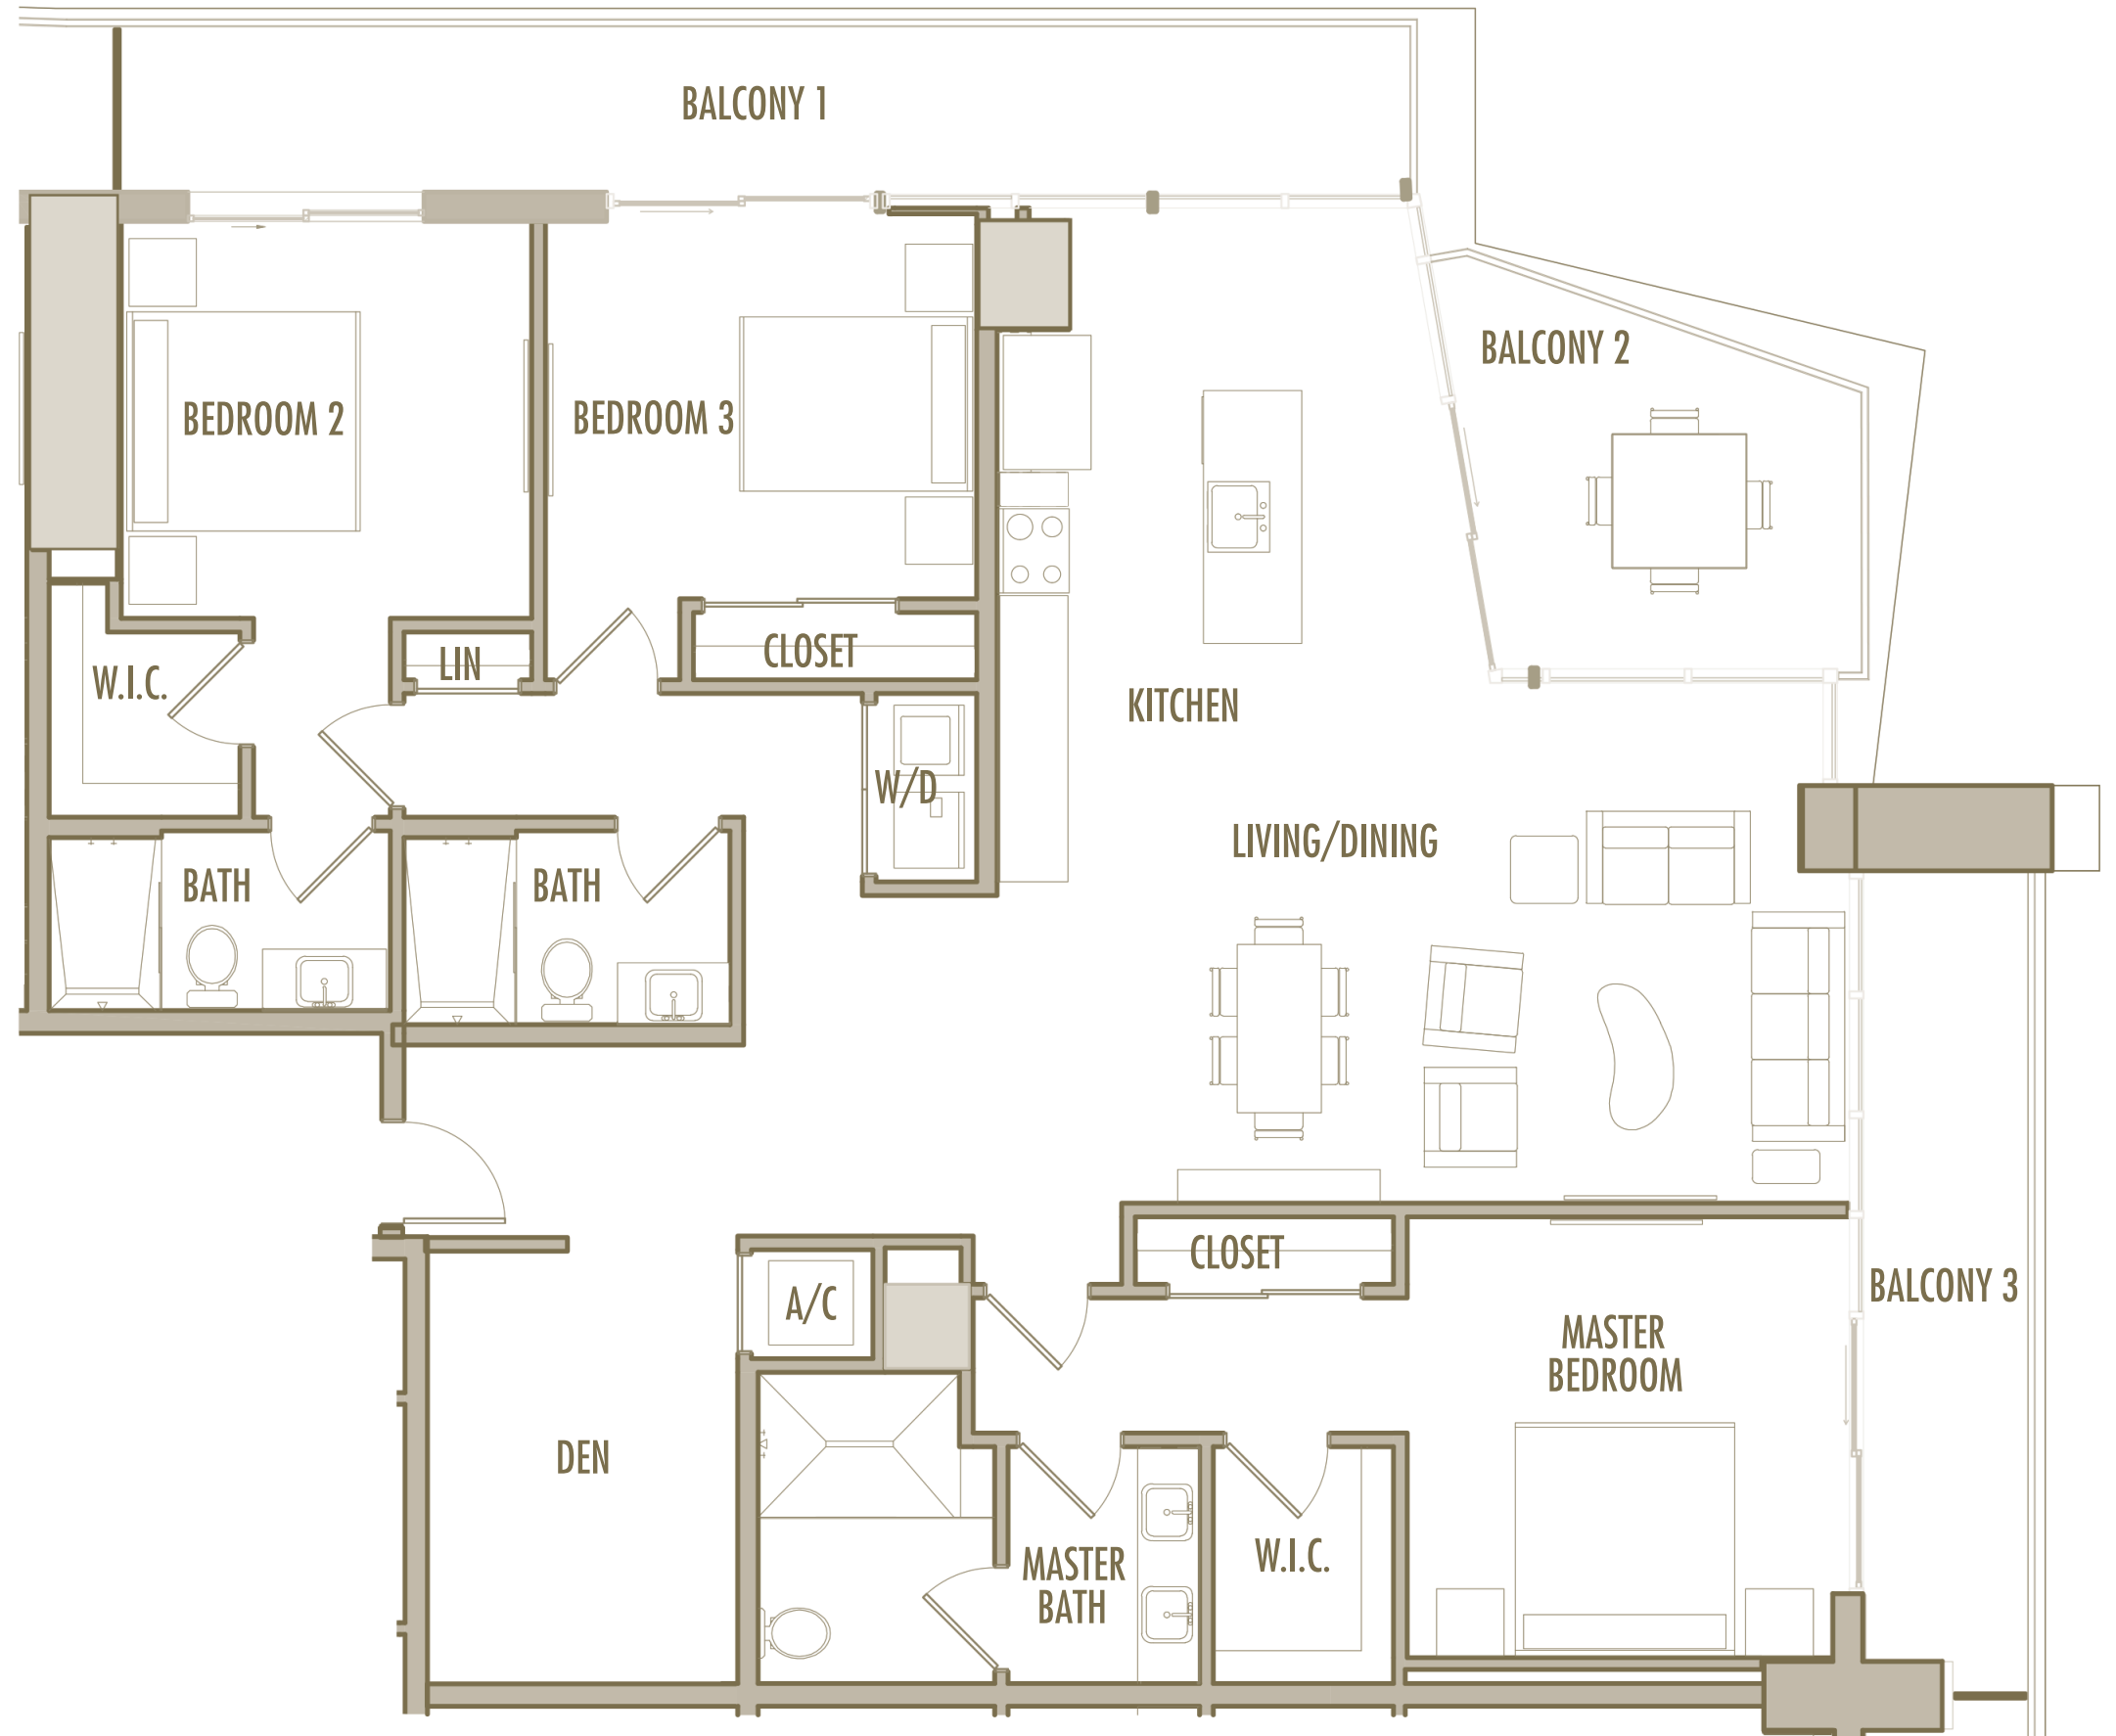 BALCONY 1
BALCONY 2
BEDROOM 2
BEDROOM 3
LIN
CLOSET
W.I.C.
KITCHEN
W/D
LIVING/DINING
BATH
BATH
CLOSET
A/C
BALCONY 3
MASTER
BEDROOM
DEN
W.I.C.
MASTER
BATH